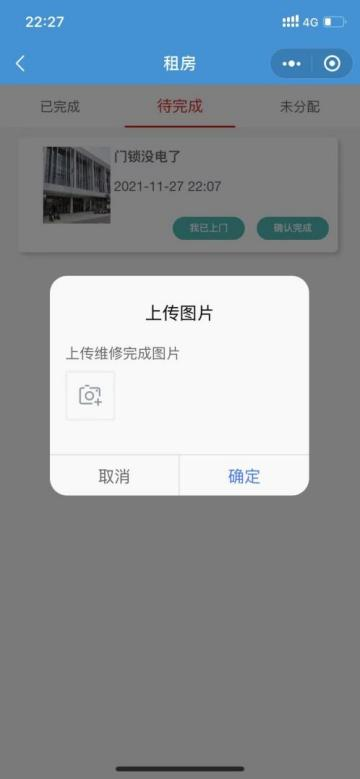 22:27
4G
租房
已完成
待完成
未分配
门锁没电了
2021-11-27 22:07
我已上门
确认完成
上传图片
上传维修完成图片
取消
确定